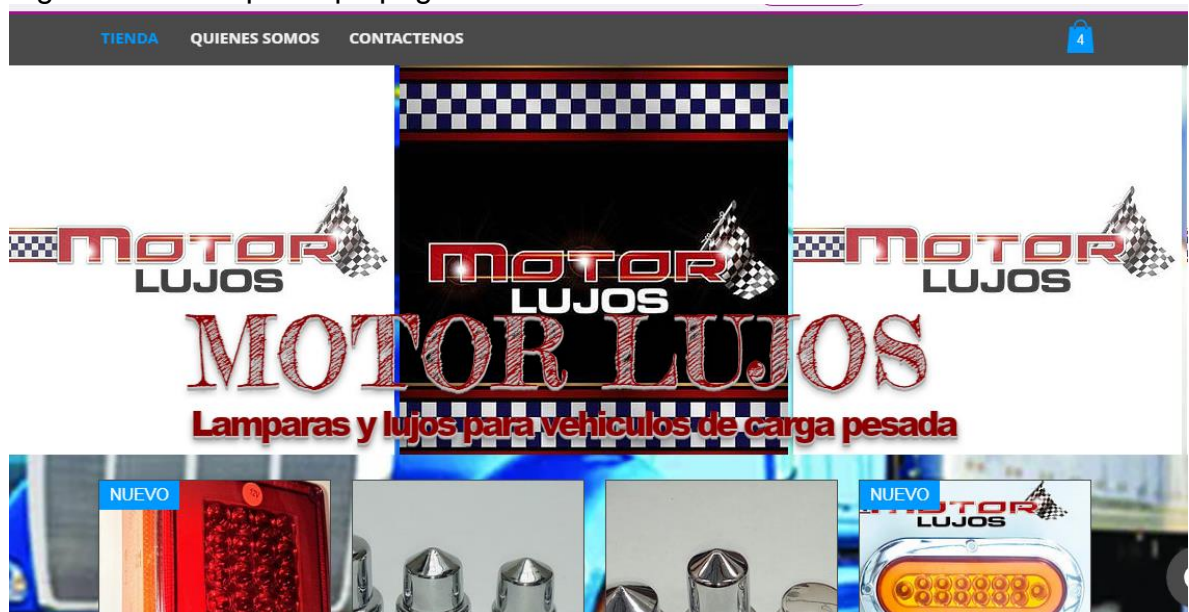 TIENDA QUIENES SOMOS CONTACTENOS 4
MOTOR
LUJOS
MOTOR
LUJOS
MOTOR
LUJOS
MOTOR LUJOS
Lamparas y lujos para vehiculos de carga pesada
NUEVO
NUEVO
MOTOR
LUJOS